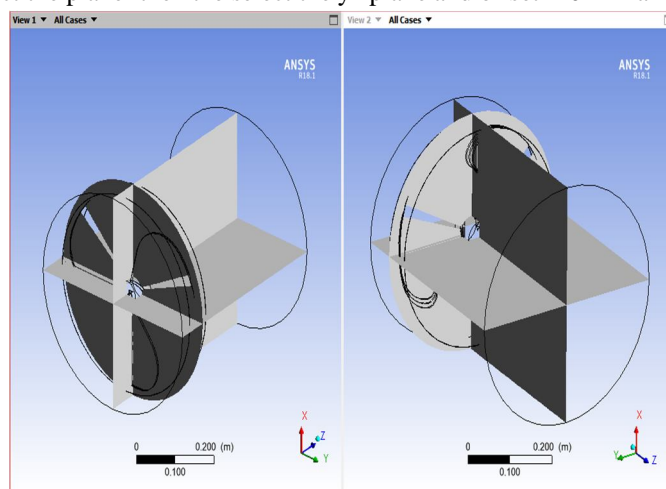 View 1 ▼ All Cases ▼
View 2 ▼ All Cases ▼
ANSYS
R18.1
ANSYS
R18.1
X
Z
Y
0 0.200 (m)
0.100
X
Y
Z
0 0.200 (m)
0.100